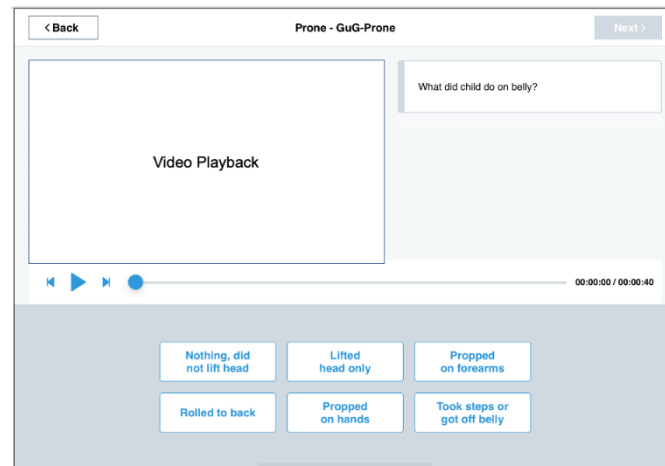 < Back
Prone - GuG-Prone
Next >
What did child do on belly?
Video Playback
00:00:00 / 00:00:40
Nothing, did
not lift head
Lifted
head only
Propped
on forearms
Rolled to back
Propped
on hands
Took steps or
got off belly